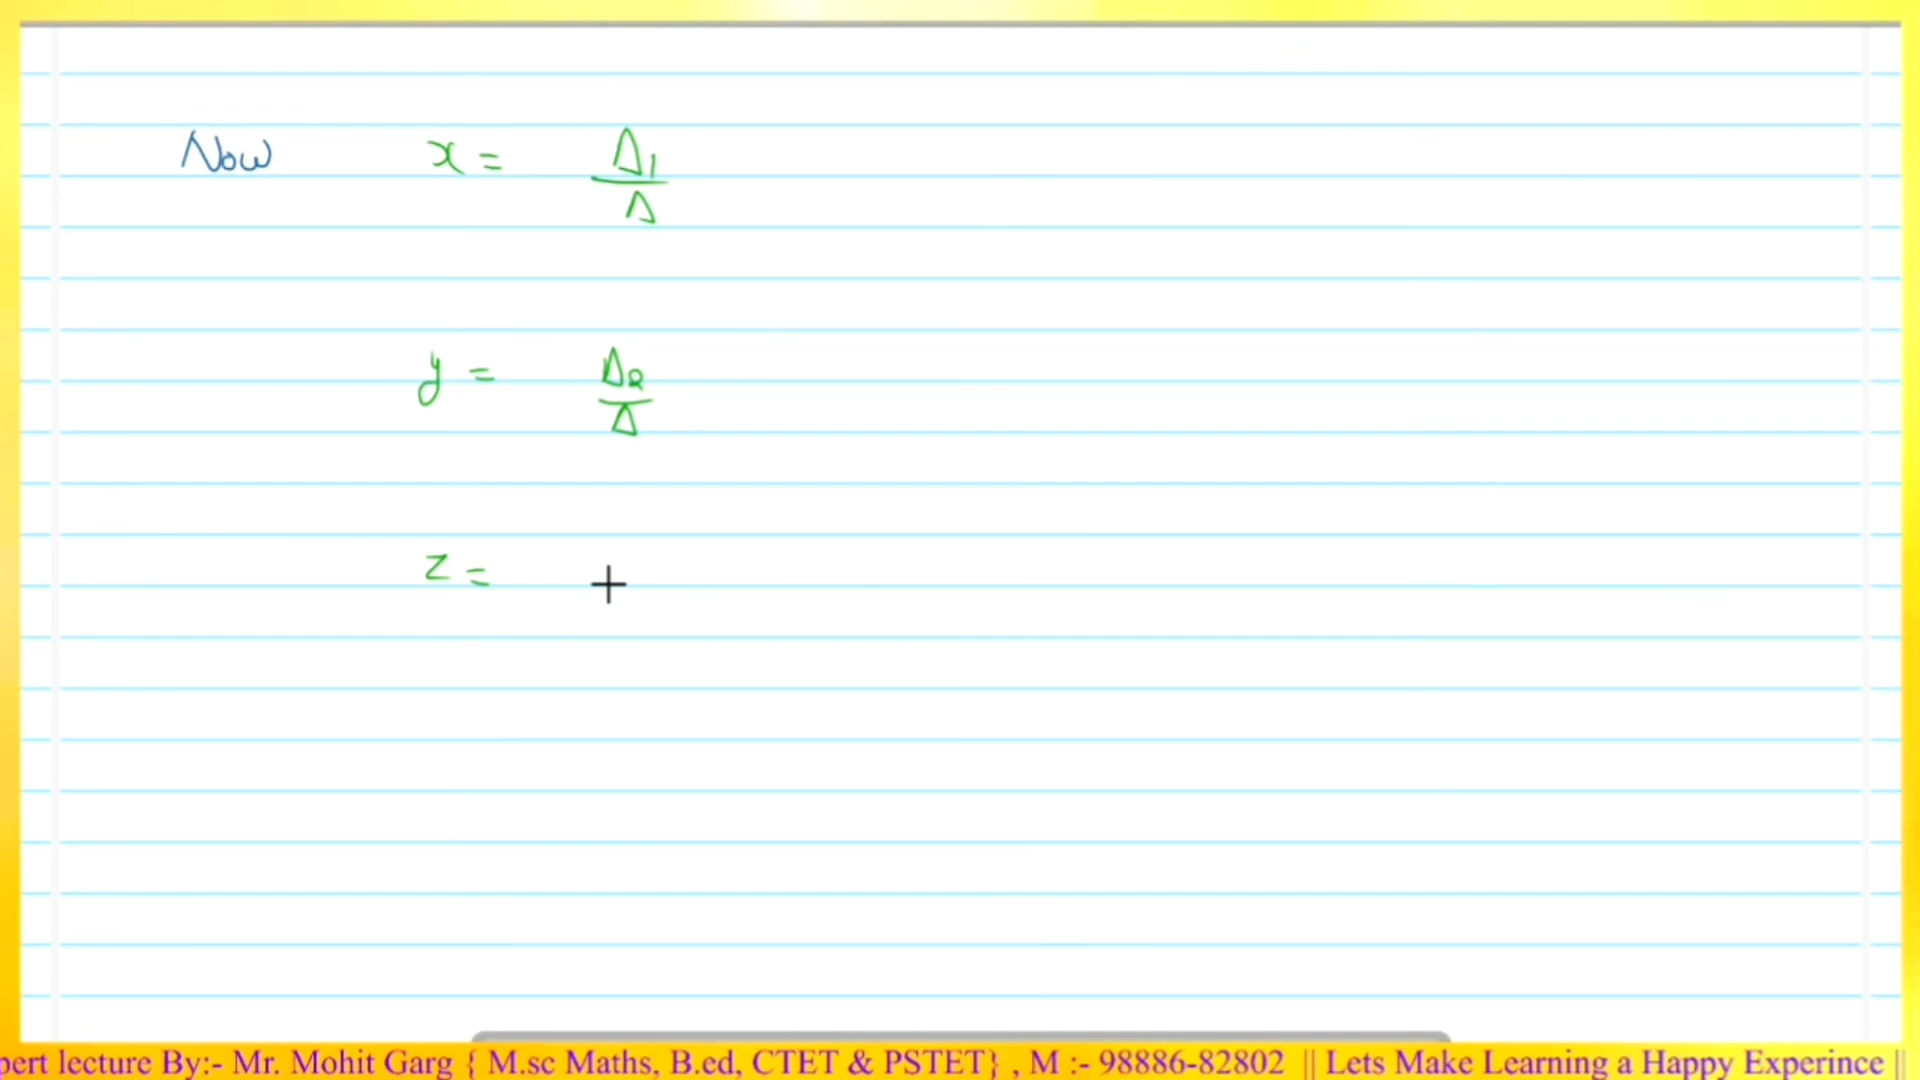 Now x = Δ1/Δ
y = Δ2/Δ
z =
pert lecture By:- Mr. Mohit Garg { M.sc Maths, B.ed, CTET & PSTET} , M :- 98886-82802 || Lets Make Learning a Happy Experince ||